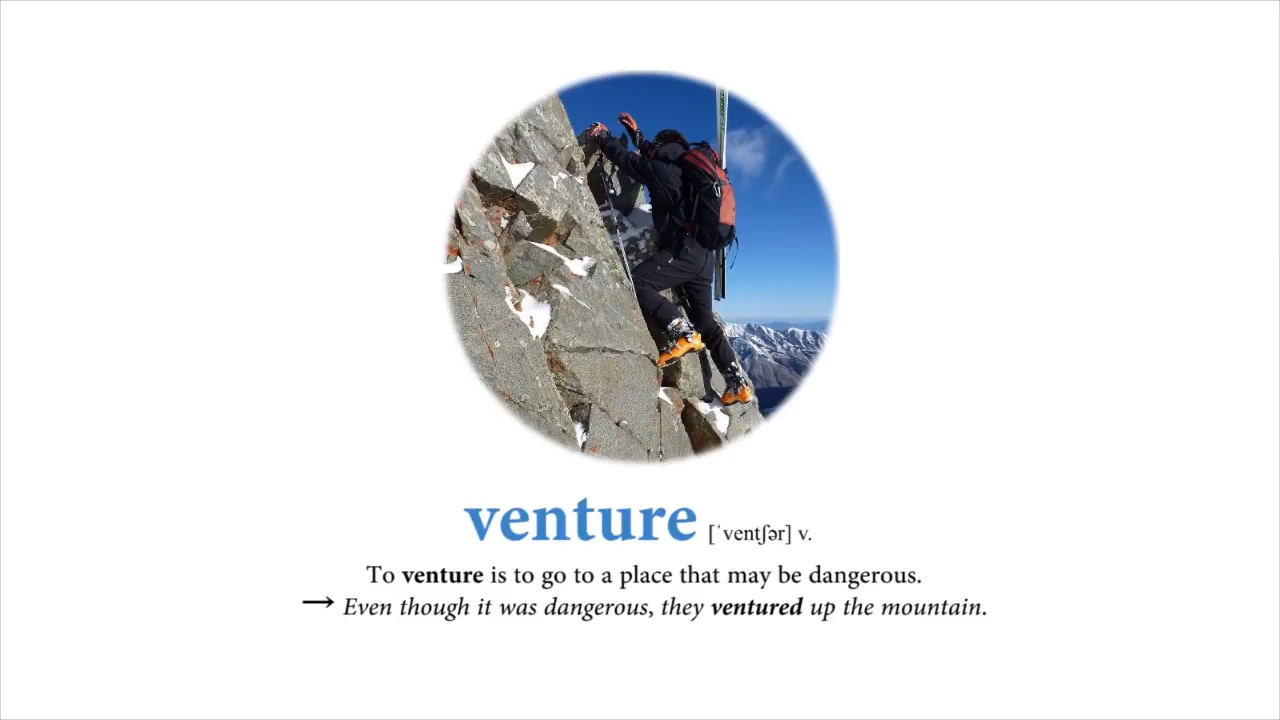 venture [ˈventʃər] v.
To venture is to go to a place that may be dangerous.
→ Even though it was dangerous, they ventured up the mountain.